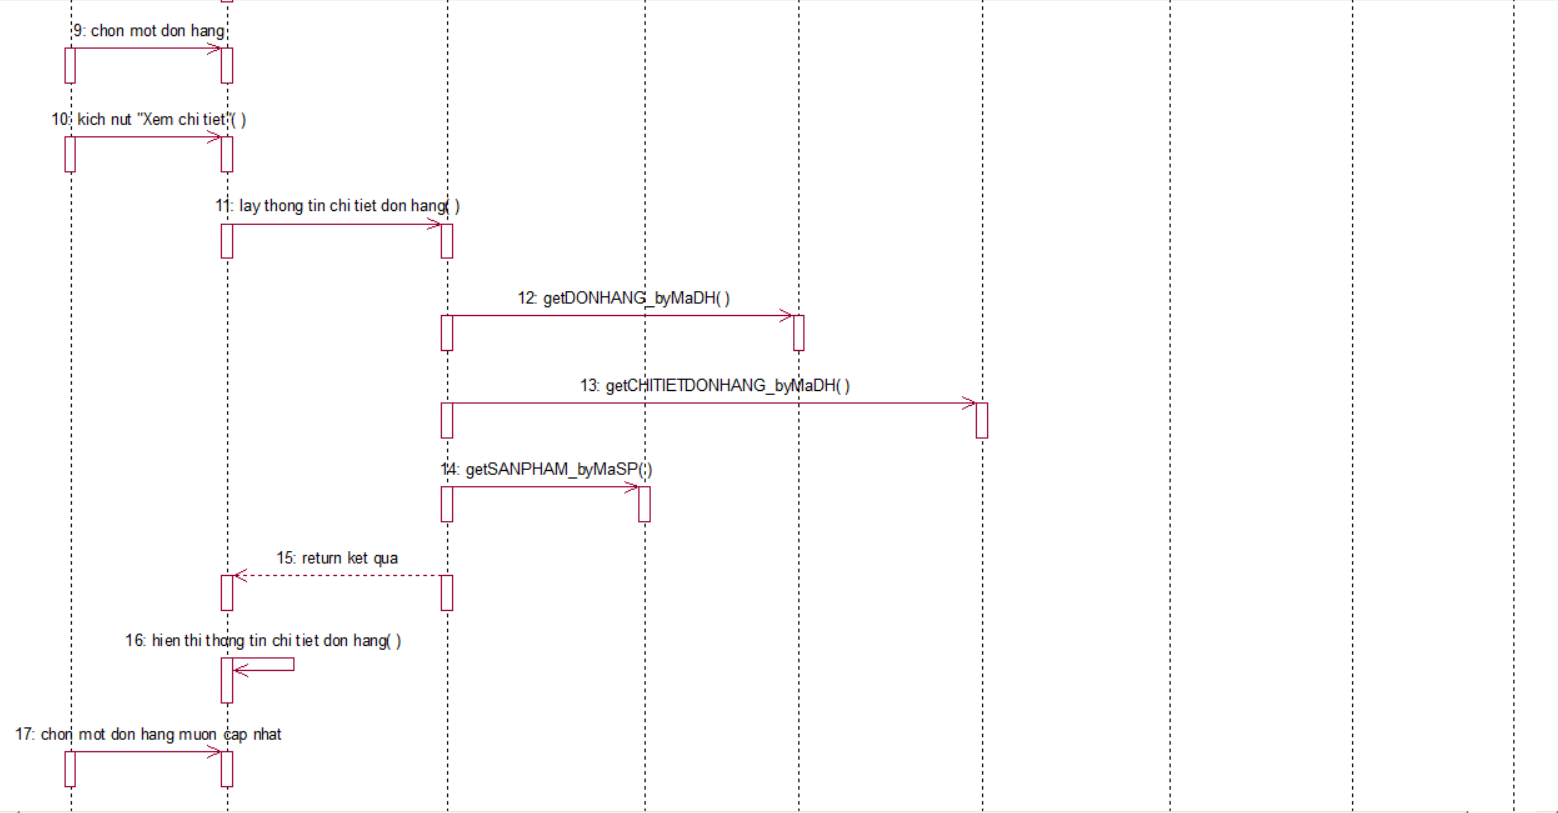 9: chon mot don hang
10: kich nut "Xem chi tiet"( )
11: lay thong tin chi tiet don hang( )
12: getDONHANG_byMaDH( )
13: getCHITIETDONHANG_byMaDH( )
14: getSANPHAM_byMaSP( )
15: return ket qua
16: hien thi thong tin chi tiet don hang( )
17: chon mot don hang muon cap nhat